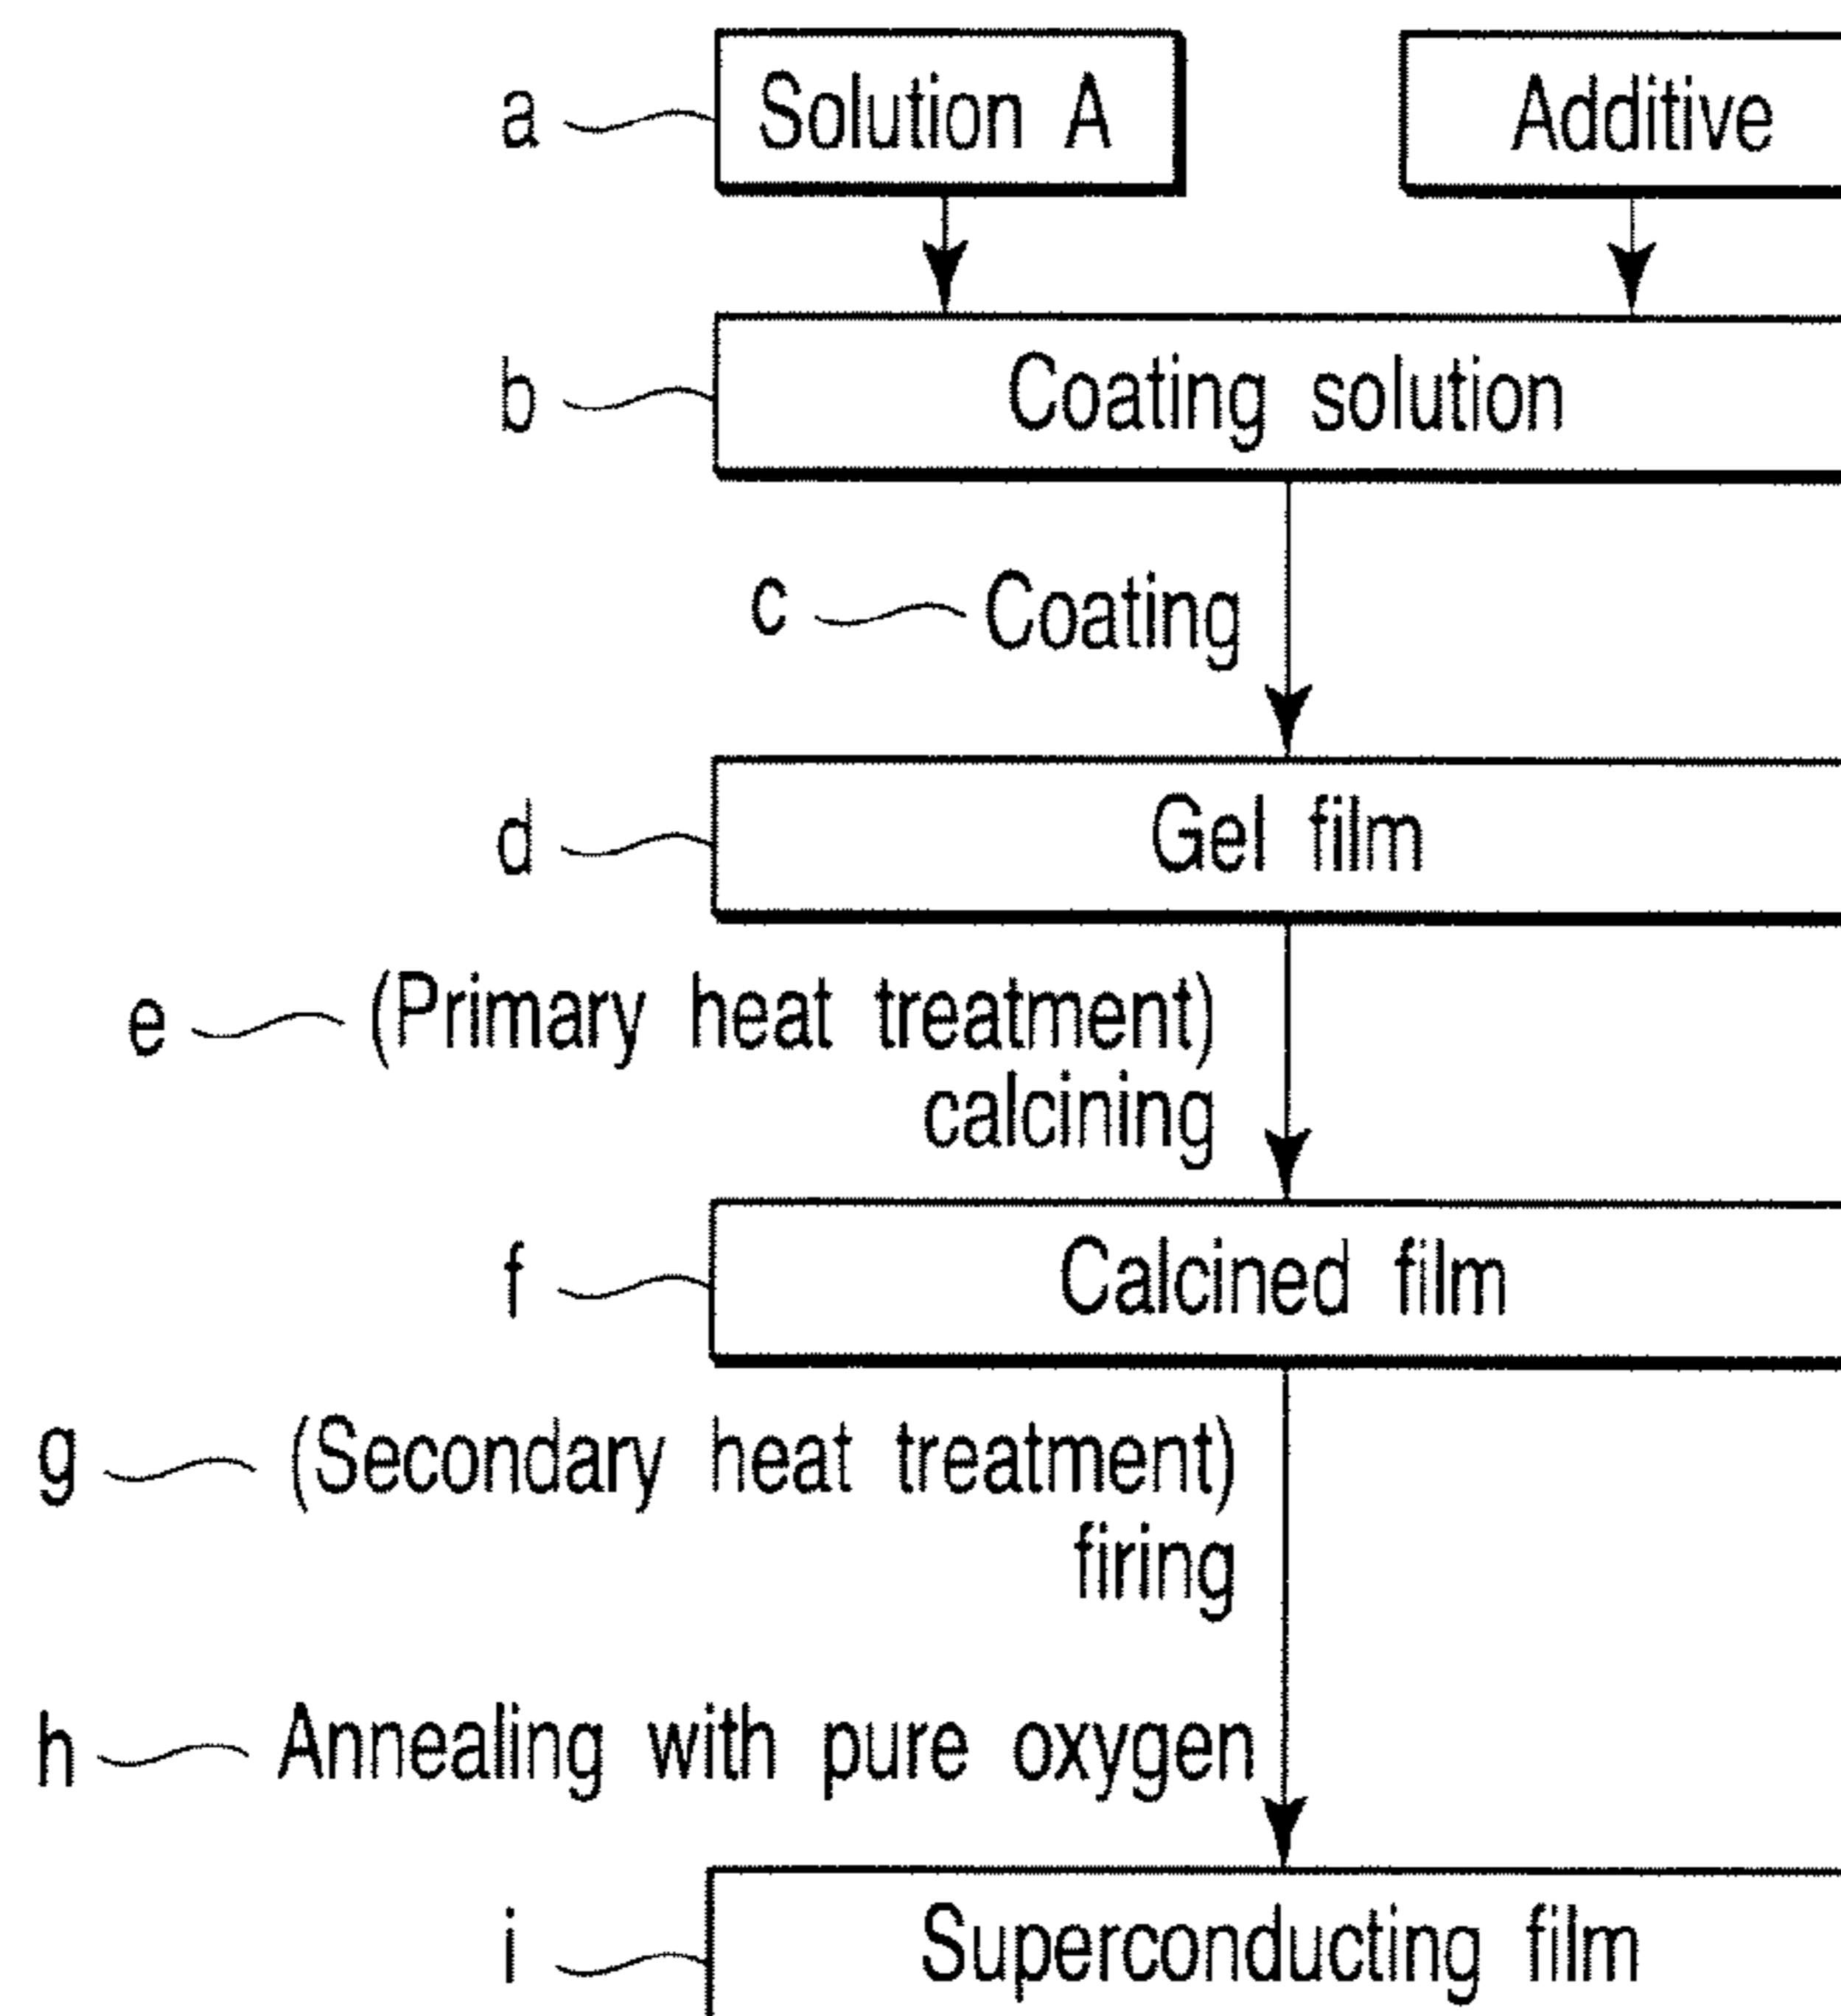 a Solution A Additive
b Coating solution
c Coating
d Gel film
e (Primary heat treatment)
calcining
f Calcined film
g (Secondary heat treatment)
firing
h Annealing with pure oxygen
i Superconducting film